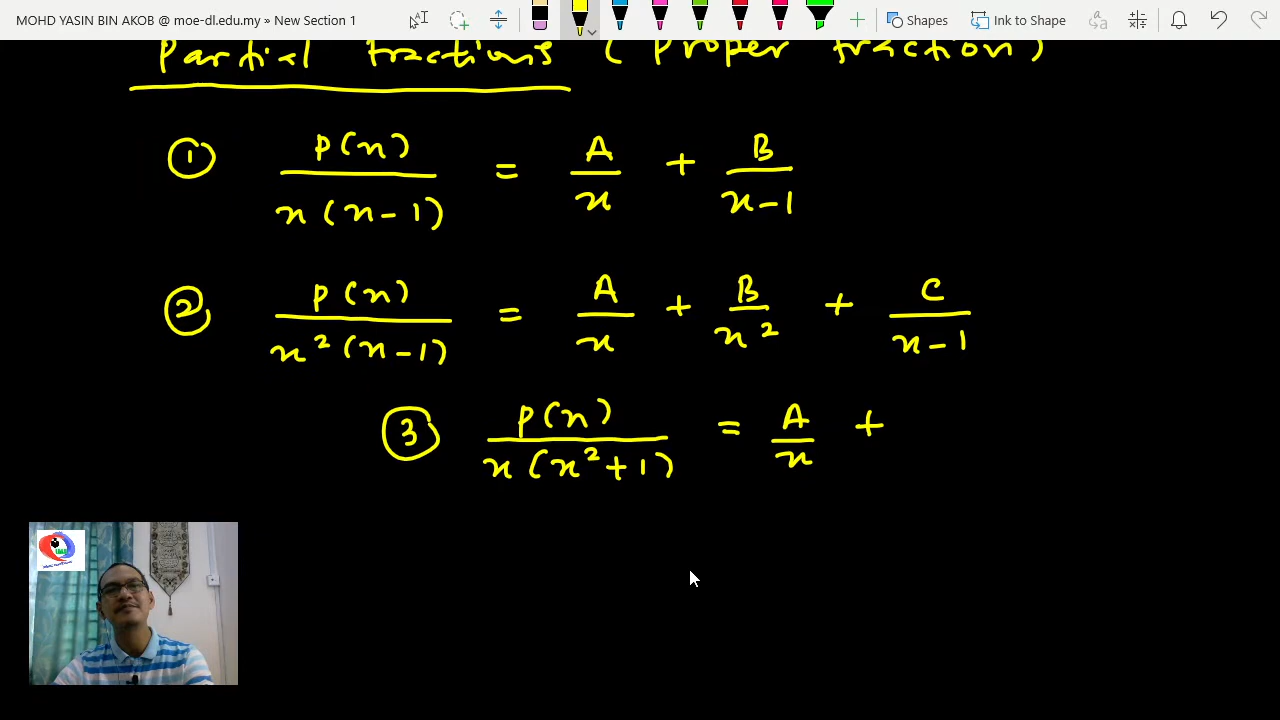 MOHD YASIN BIN AKOB @ moe-dl.edu.my » New Section 1
Shapes
Ink to Shape
Partial fractions (Proper fraction)
① P(x)/x(x-1) = A/x + B/x-1
② P(x)/x²(x-1) = A/x + B/x² + C/x-1
③ P(x)/x(x²+1) = A/x +